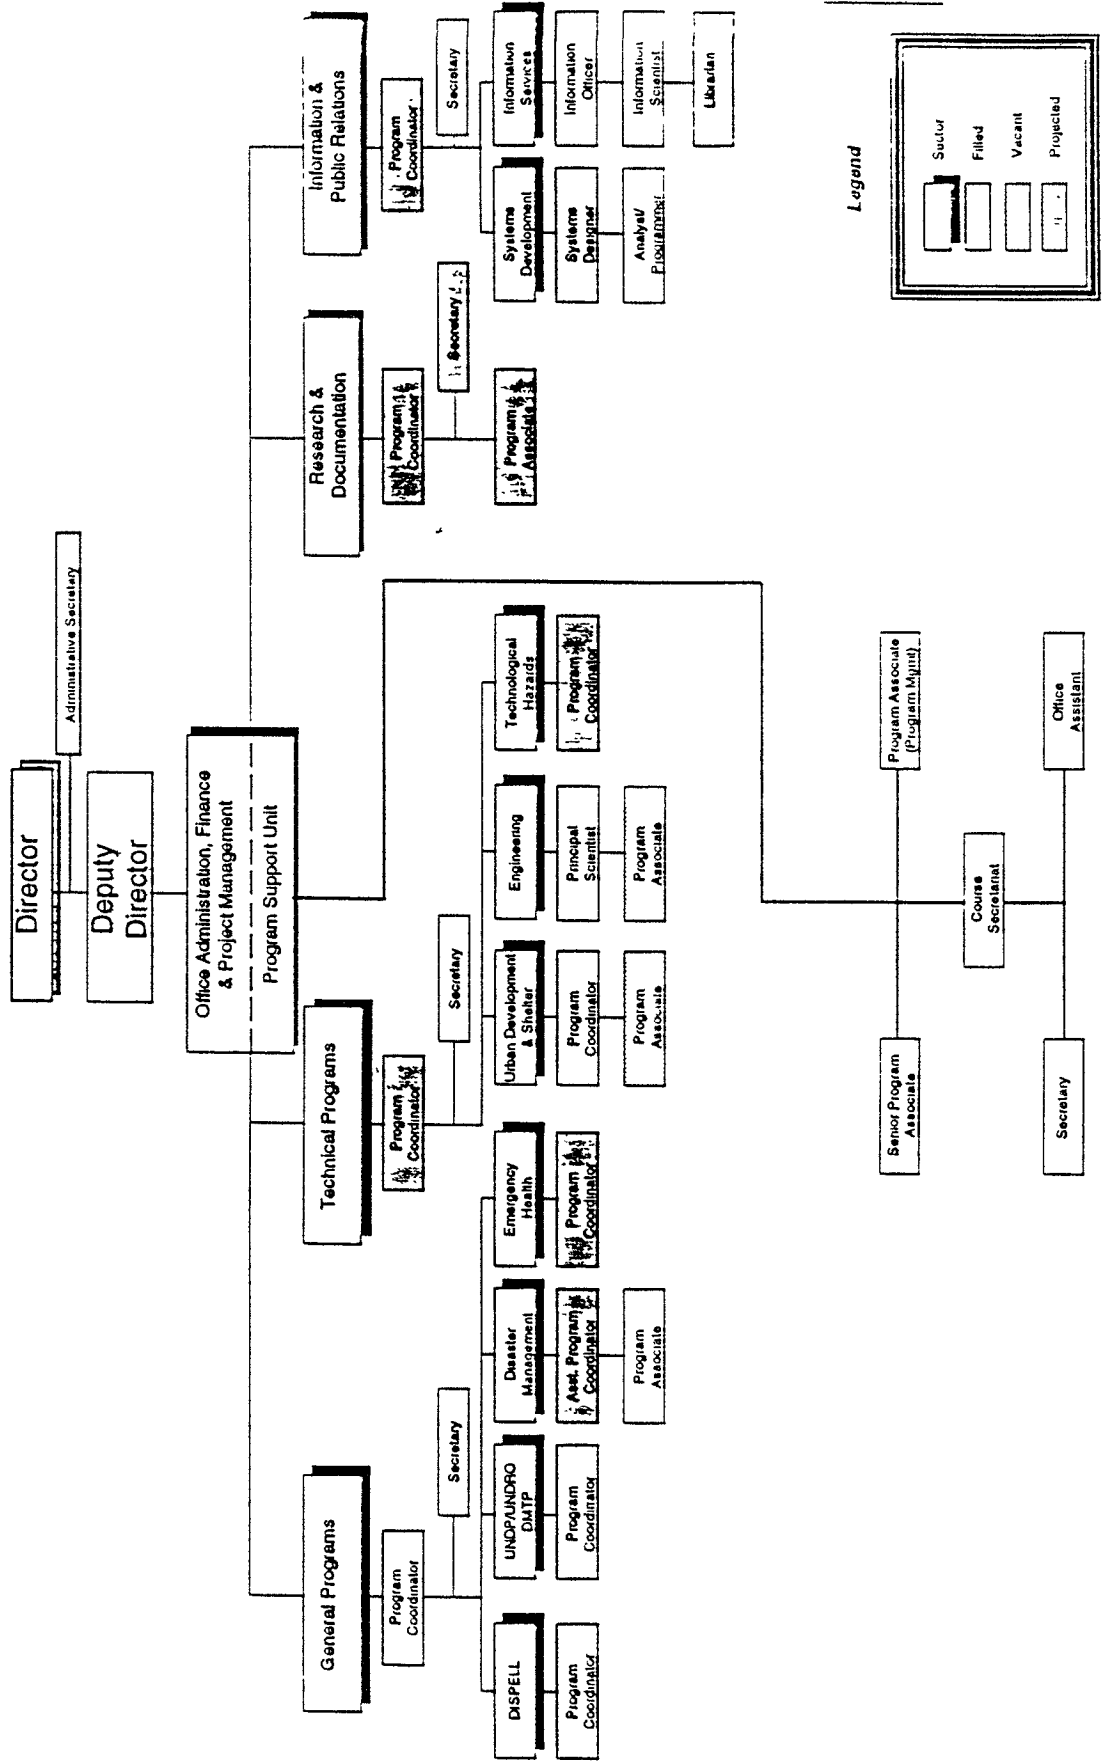 Director
Administrative Secretary
Deputy
Director
Office Administration, Finance
& Project Management
Program Support Unit
General Programs
Technical Programs
Research &
Documentation
Information &
Public Relations
Program
Coordinator
Program
Coordinator
Program
Coordinator
Program
Coordinator
Secretary
Secretary
Secretary
Secretary
DISPELL
UNDP/UNDRO
DMTP
Disaster
Management
Emergency
Health
Urban Development
& Shelter
Engineering
Technological
Hazards
Program
Associate
Systems
Development
Information
Services
Program
Coordinator
Program
Coordinator
Asst. Program
Coordinator
Program
Coordinator
Program
Coordinator
Principal
Scientist
Program
Coordinator
Systems
Designer
Information
Officer
Program
Associate
Program
Associate
Program
Associate
Analyst/
Programmer
Information
Scientist
Librarian
Senior Program
Associate
Program Associate
(Program Mgmt)
Course
Secretariat
Secretary
Office
Assistant
Legend
Sector
Filled
Vacant
Projected